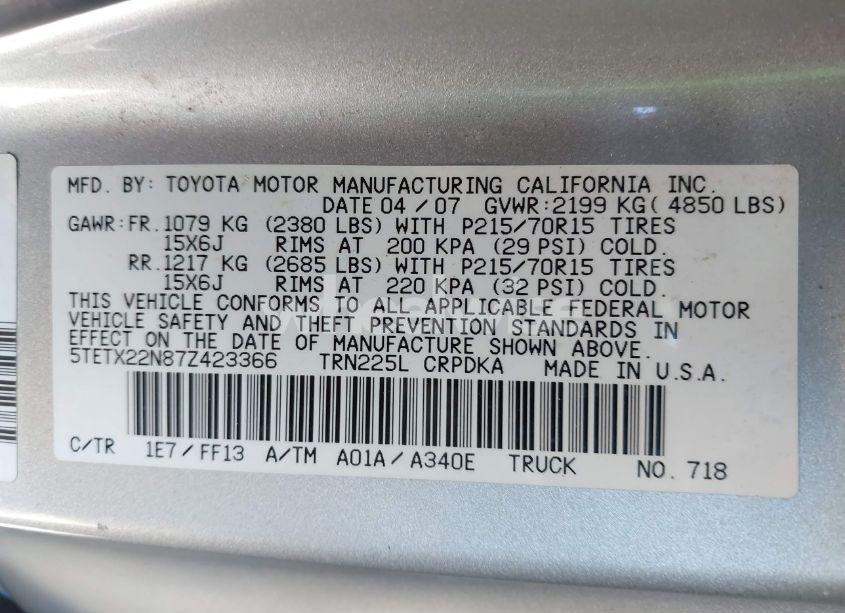 MFD. BY: TOYOTA MOTOR MANUFACTURING CALIFORNIA INC.
DATE 04 / 07 GVWR:2199 KG( 4850 LBS)
GAWR:FR. 1079 KG (2380 LBS) WITH P215/70R15 TIRES
15X6J RIMS AT 200 KPA (29 PSI) COLD.
RR. 1217 KG (2685 LBS) WITH P215/70R15 TIRES
15X6J RIMS AT 220 KPA (32 PSI) COLD.
THIS VEHICLE CONFORMS TO ALL APPLICABLE FEDERAL MOTOR
VEHICLE SAFETY AND THEFT PREVENTION STANDARDS IN
EFFECT ON THE DATE OF MANUFACTURE SHOWN ABOVE.
5TETX22N87Z423366 TRN225L CRPDKA MADE IN U.S.A.
C/TR 1E7 / FF13 A/TM A01A / A340E TRUCK NO. 718